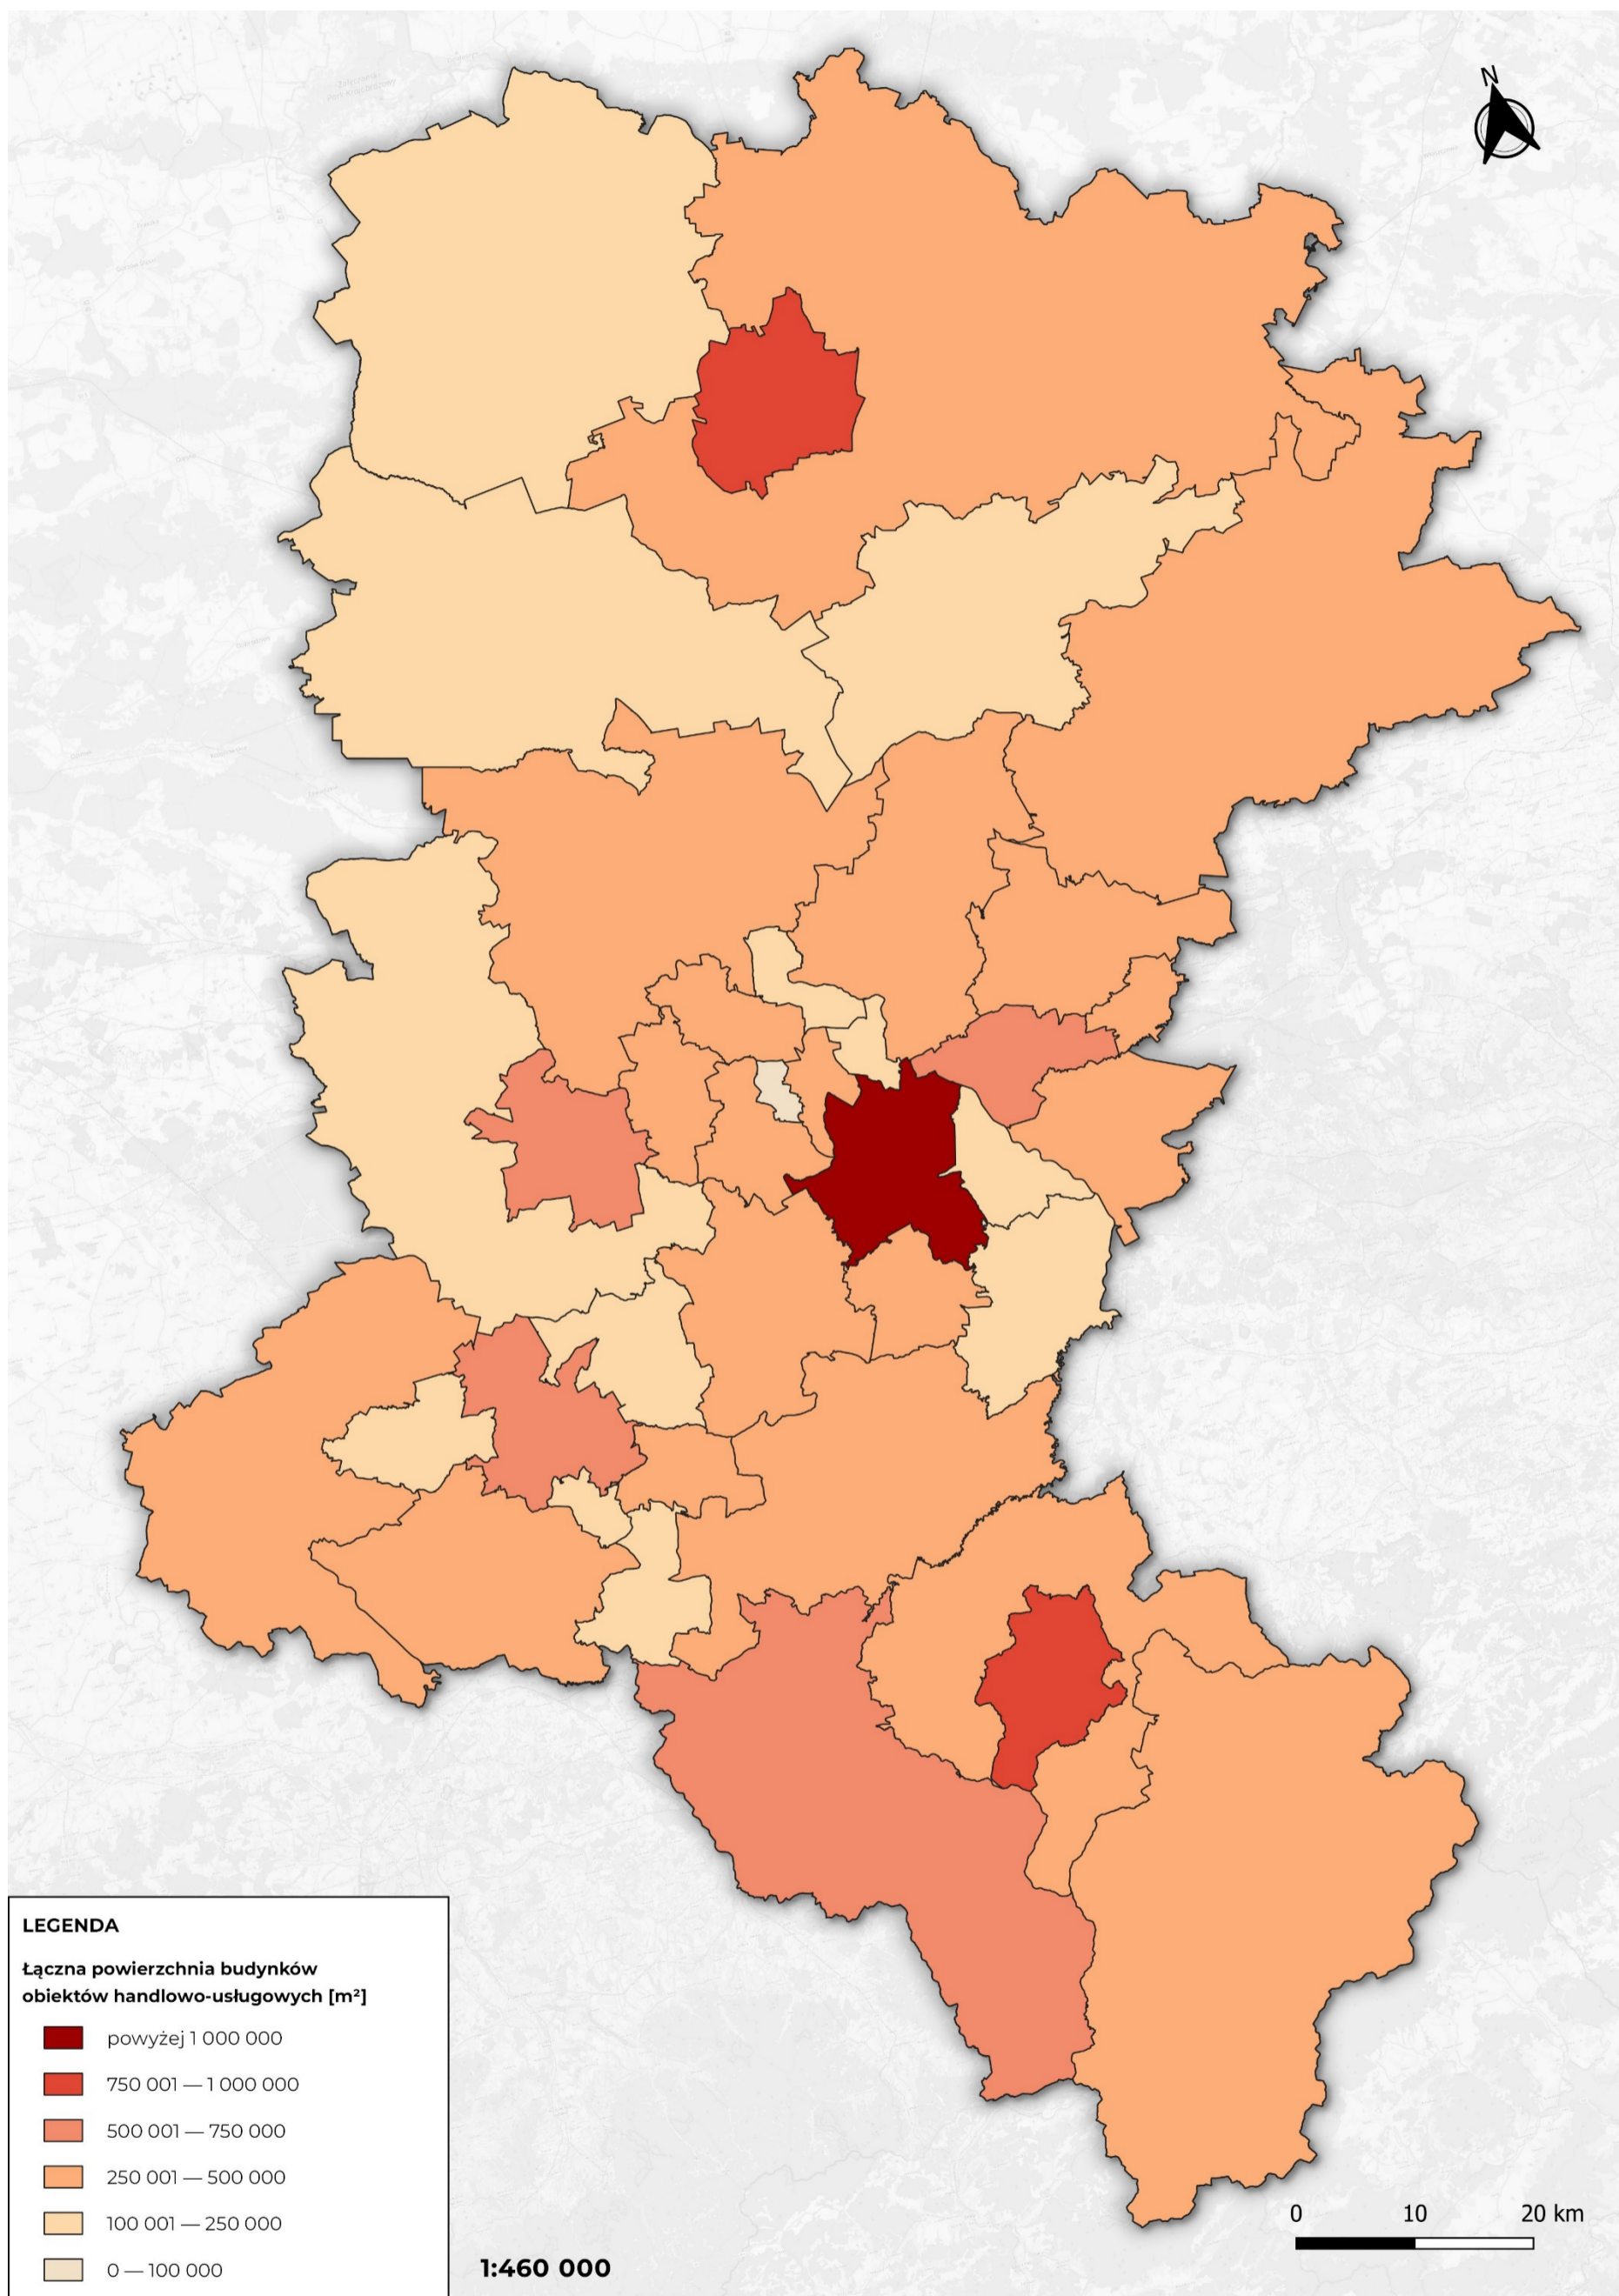 N
LEGENDA
Łączna powierzchnia budynków
obiektów handlowo-usługowych [m²]
powyżej 1 000 000
750 001 — 1 000 000
500 001 — 750 000
250 001 — 500 000
100 001 — 250 000
0 — 100 000
1:460 000
0 10 20 km